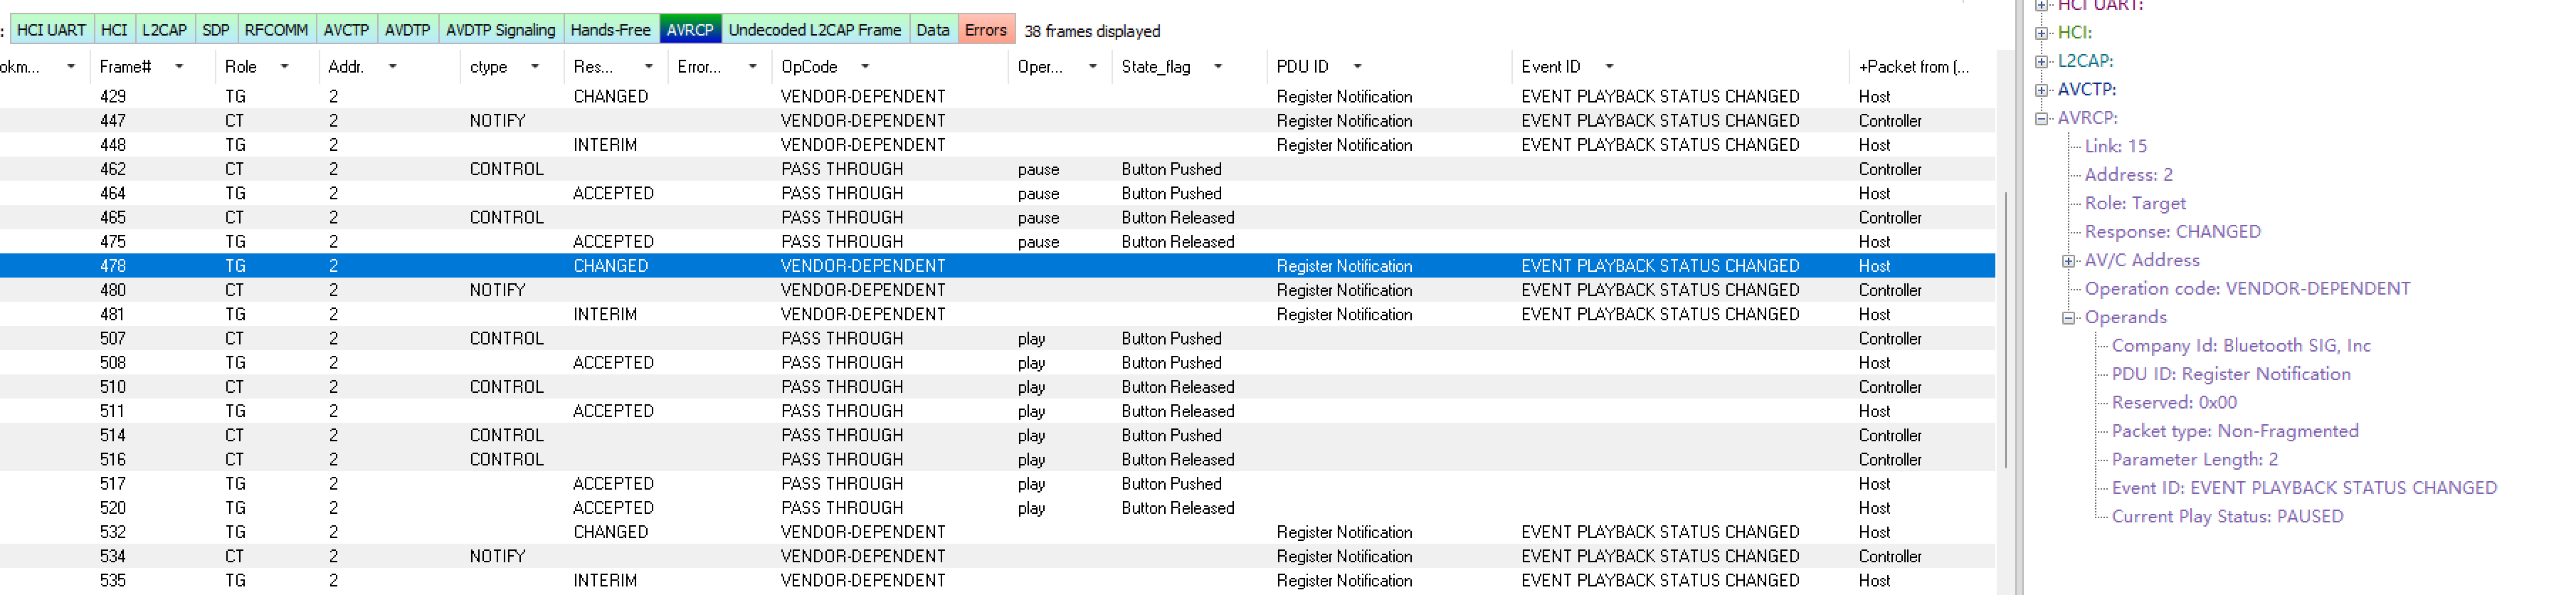 : HCI UART HCI L2CAP SDP RFCOMM AVCTP AVDTP AVDTP Signaling Hands-Free AVRCP Undecoded L2CAP Frame Data Errors 38 frames displayed
okm... Frame# Role Addr. ctype Res... Error... OpCode Oper... State_flag PDU ID Event ID +Packet from (...
429 TG 2 CHANGED VENDOR-DEPENDENT Register Notification EVENT PLAYBACK STATUS CHANGED Host
447 CT 2 NOTIFY VENDOR-DEPENDENT Register Notification EVENT PLAYBACK STATUS CHANGED Controller
448 TG 2 INTERIM VENDOR-DEPENDENT Register Notification EVENT PLAYBACK STATUS CHANGED Host
462 CT 2 CONTROL PASS THROUGH pause Button Pushed Controller
464 TG 2 ACCEPTED PASS THROUGH pause Button Pushed Host
465 CT 2 CONTROL PASS THROUGH pause Button Released Controller
475 TG 2 ACCEPTED PASS THROUGH pause Button Released Host
478 TG 2 CHANGED VENDOR-DEPENDENT Register Notification EVENT PLAYBACK STATUS CHANGED Host
480 CT 2 NOTIFY VENDOR-DEPENDENT Register Notification EVENT PLAYBACK STATUS CHANGED Controller
481 TG 2 INTERIM VENDOR-DEPENDENT Register Notification EVENT PLAYBACK STATUS CHANGED Host
507 CT 2 CONTROL PASS THROUGH play Button Pushed Controller
508 TG 2 ACCEPTED PASS THROUGH play Button Pushed Host
510 CT 2 CONTROL PASS THROUGH play Button Released Controller
511 TG 2 ACCEPTED PASS THROUGH play Button Released Host
514 CT 2 CONTROL PASS THROUGH play Button Pushed Controller
516 CT 2 CONTROL PASS THROUGH play Button Released Controller
517 TG 2 ACCEPTED PASS THROUGH play Button Pushed Host
520 TG 2 ACCEPTED PASS THROUGH play Button Released Host
532 TG 2 CHANGED VENDOR-DEPENDENT Register Notification EVENT PLAYBACK STATUS CHANGED Host
534 CT 2 NOTIFY VENDOR-DEPENDENT Register Notification EVENT PLAYBACK STATUS CHANGED Controller
535 TG 2 INTERIM VENDOR-DEPENDENT Register Notification EVENT PLAYBACK STATUS CHANGED Host
HCI UART:
HCI:
L2CAP:
AVCTP:
AVRCP:
Link: 15
Address: 2
Role: Target
Response: CHANGED
AV/C Address
Operation code: VENDOR-DEPENDENT
Operands
Company Id: Bluetooth SIG, Inc
PDU ID: Register Notification
Reserved: 0x00
Packet type: Non-Fragmented
Parameter Length: 2
Event ID: EVENT PLAYBACK STATUS CHANGED
Current Play Status: PAUSED